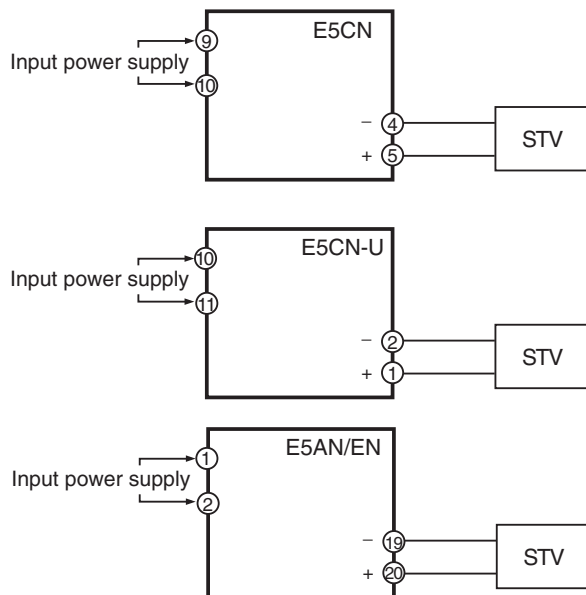 E5CN
9
Input power supply
10
− 4
+ 5
STV
E5CN-U
10
Input power supply
11
− 2
+ 1
STV
E5AN/EN
1
Input power supply
2
− 19
+ 20
STV